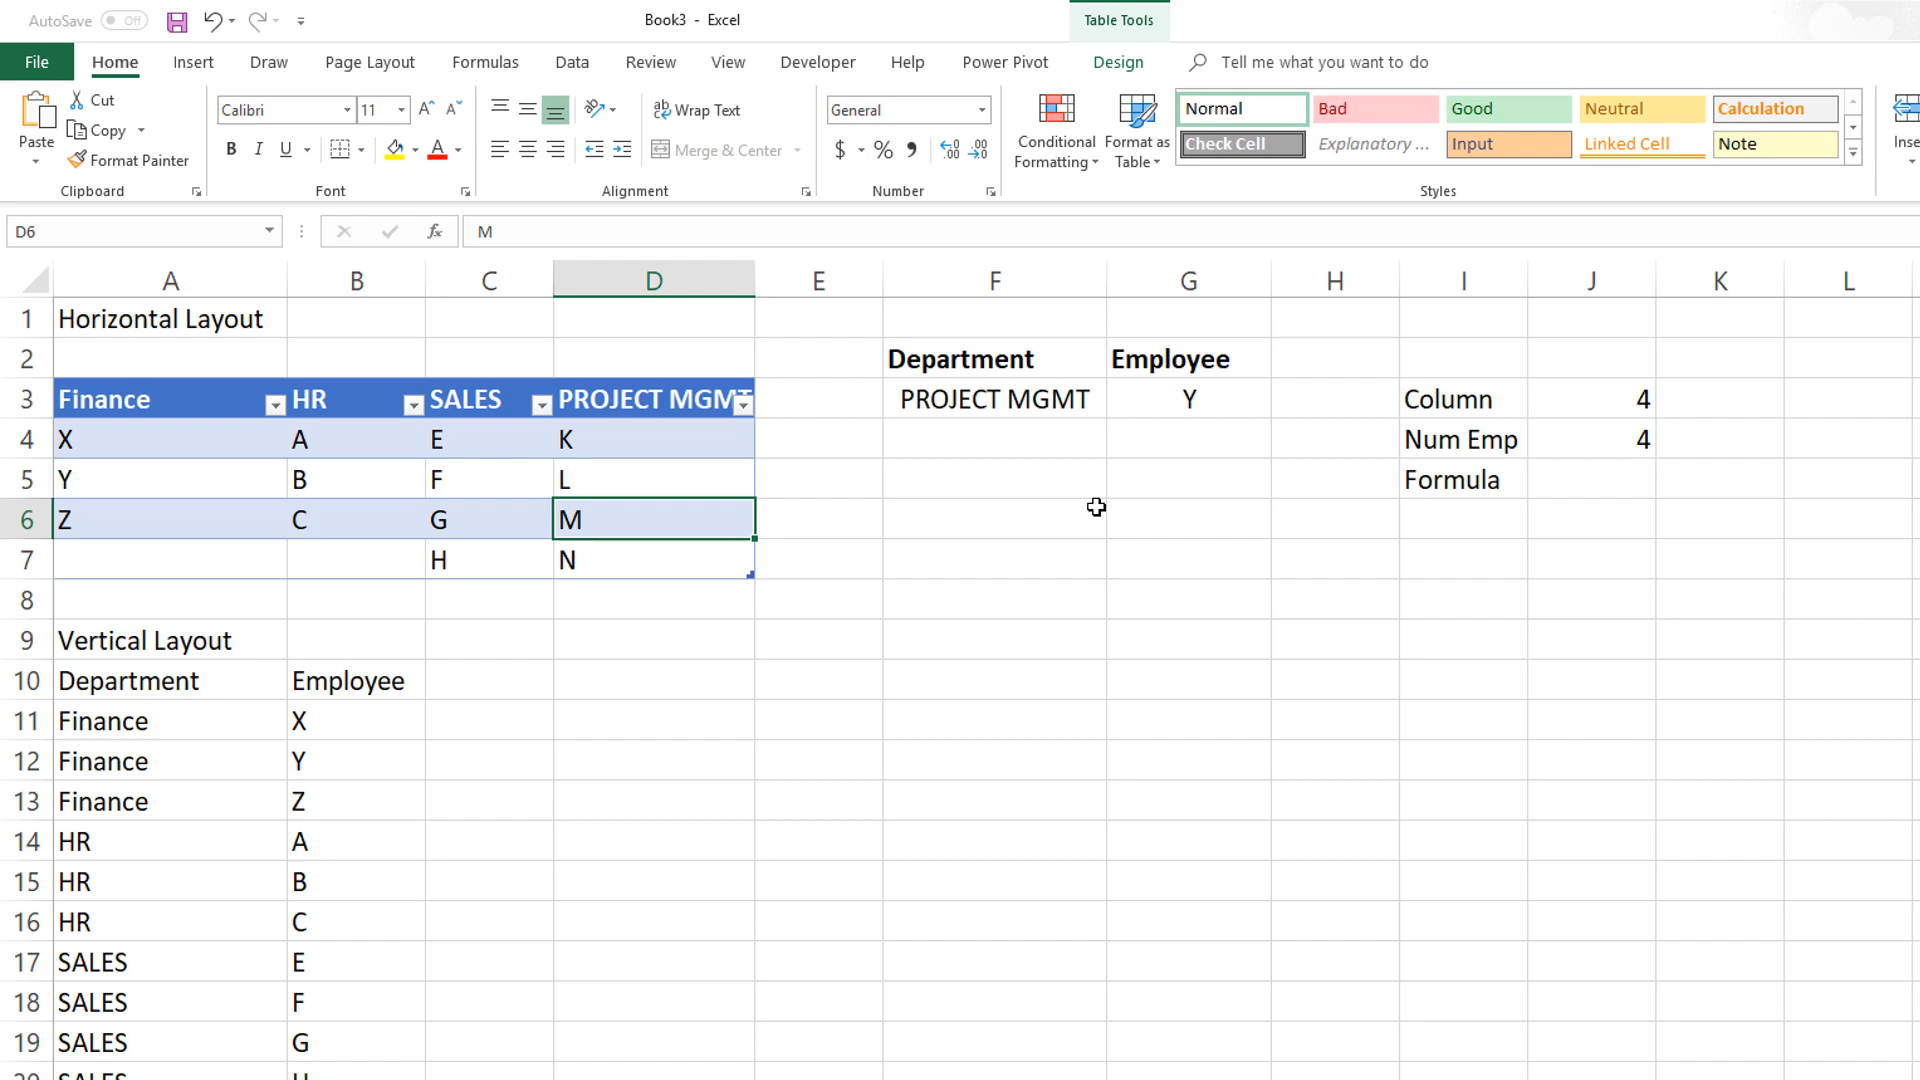 AutoSave Off
Book3 - Excel
Table Tools
File Home Insert Draw Page Layout Formulas Data Review View Developer Help Power Pivot Design Tell me what you want to do
Paste
Cut
Copy
Format Painter
Clipboard
Calibri 11
B I U A
Font
Wrap Text
Merge & Center
Alignment
General
$ %
Number
Conditional Formatting
Format as Table
Normal Bad Good Neutral Calculation
Check Cell Explanatory ... Input Linked Cell Note
Styles
D6 fx M
A B C D E F G H I J K L
1 Horizontal Layout
2 Department Employee
3 Finance HR SALES PROJECT MGMT PROJECT MGMT Y Column 4
4 X A E K Num Emp 4
5 Y B F L Formula
6 Z C G M
7 H N
8
9 Vertical Layout
10 Department Employee
11 Finance X
12 Finance Y
13 Finance Z
14 HR A
15 HR B
16 HR C
17 SALES E
18 SALES F
19 SALES G